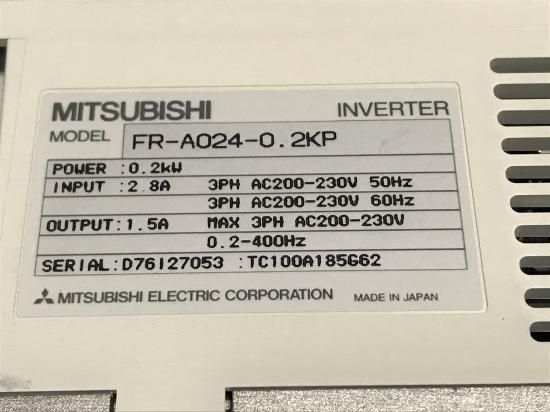 MITSUBISHI INVERTER
MODEL FR-A024-0.2KP
POWER:0.2kW
INPUT:2.8A 3PH AC200-230V 50Hz
3PH AC200-230V 60Hz
OUTPUT:1.5A MAX 3PH AC200-230V
0.2-400Hz
SERIAL:D76I27053 :TC100A185G62
MITSUBISHI ELECTRIC CORPORATION MADE IN JAPAN